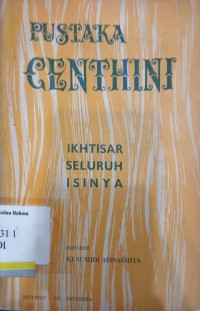 PUSTAKA
CENTHINI
IKHTISAR
SELURUH
ISINYA
KI SUMIDI ADISASMITA